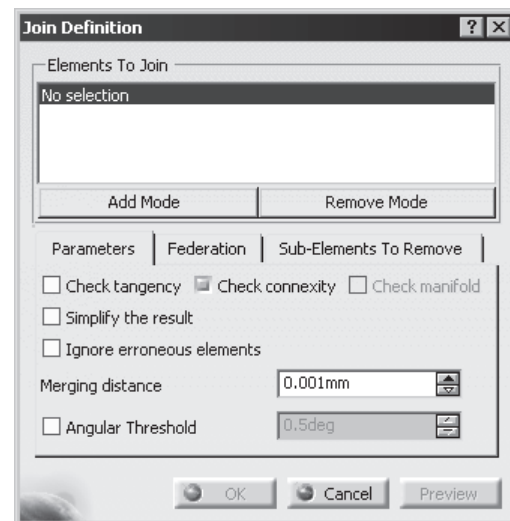 Join Definition ? X
Elements To Join
No selection
Add Mode Remove Mode
Parameters Federation Sub-Elements To Remove
Check tangency Check connexity Check manifold
Simplify the result
Ignore erroneous elements
Merging distance 0.001mm
Angular Threshold 0.5deg
OK Cancel Preview